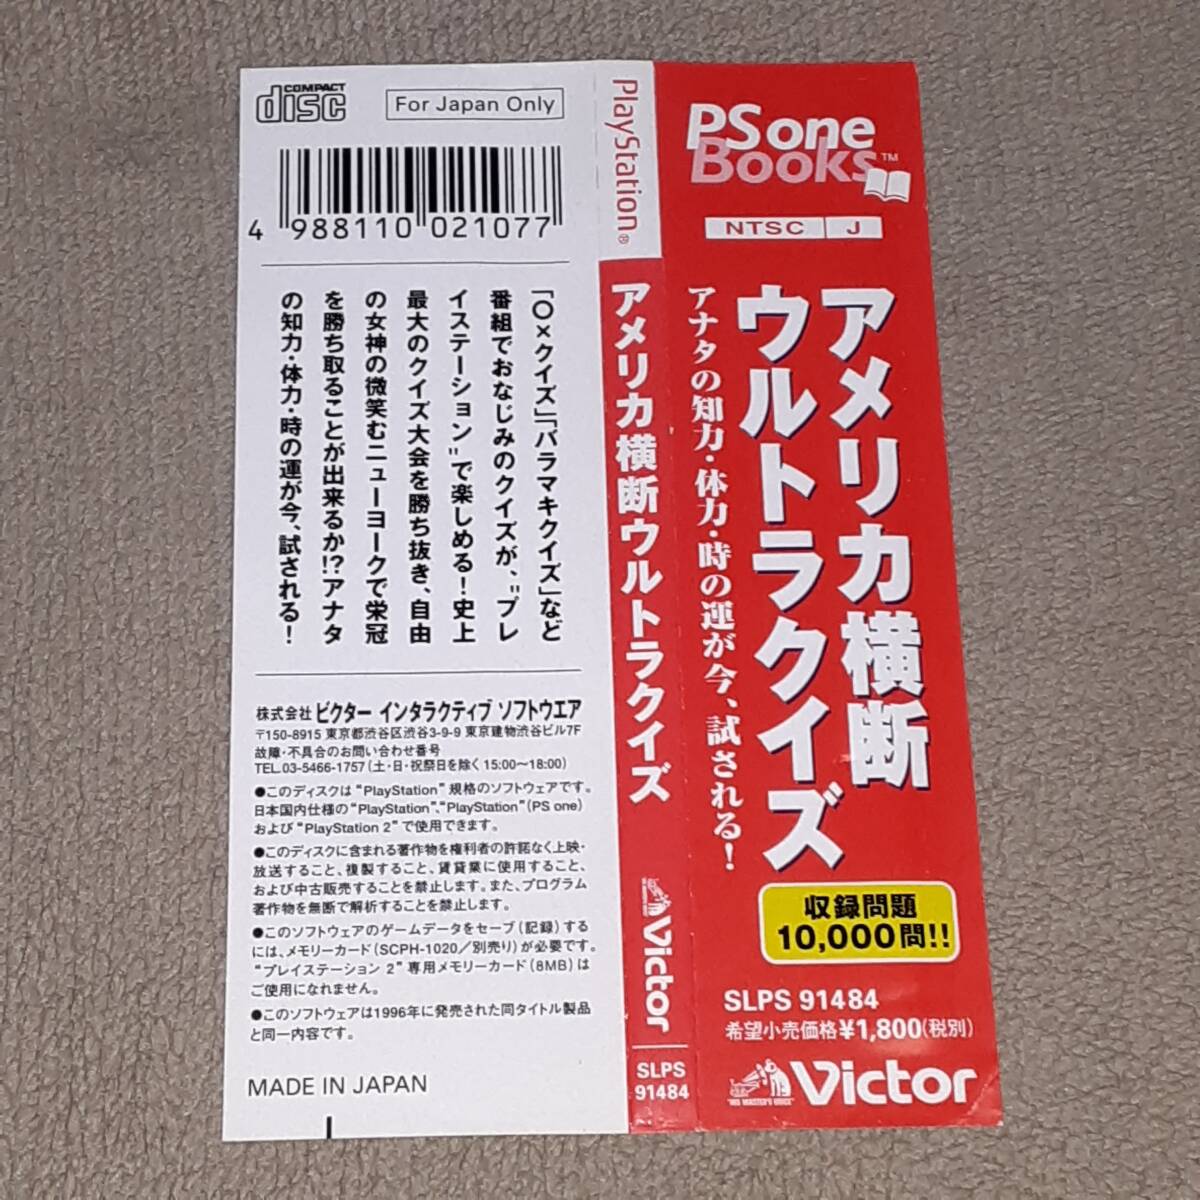 COMPACT
disc
For Japan Only
4 988110 021077
「○×クイズ」「バラマキクイズ」など
番組でおなじみのクイズが、"プレ
イステーション"で楽しめる！史上
最大のクイズ大会を勝ち抜き、自由
の女神の微笑むニューヨークで栄冠
を勝ち取ることが出来るか!?アナタ
の知力・体力・時の運が今、試される！
株式会社 ビクター インタラクティブ ソフトウエア
〒150-8915 東京都渋谷区渋谷3-9-9 東京建物渋谷ビル7F
故障・不具合のお問い合わせ番号
TEL.03-5466-1757（土・日・祝祭日を除く 15:00〜18:00）
●このディスクは"PlayStation"規格のソフトウェアです。
日本国内仕様の"PlayStation"、"PlayStation"（PS one）
および"PlayStation 2"で使用できます。
●このディスクに含まれる著作物を権利者の許諾なく上映・
放送すること、複製すること、賃貸業に使用すること、
および中古販売することを禁止します。また、プログラム
著作物を無断で解析することを禁止します。
●このソフトウェアのゲームデータをセーブ（記録）する
には、メモリーカード（SCPH-1020／別売り）が必要です。
"プレイステーション 2"専用メモリーカード（8MB）は
ご使用になれません。
●このソフトウェアは1996年に発売された同タイトル製品
と同一内容です。
MADE IN JAPAN
PlayStation®
アメリカ横断ウルトラクイズ
Victor
SLPS
91484
PS one
Books™
NTSC J
アメリカ横断
ウルトラクイズ
アナタの知力・体力・時の運が今、試される！
収録問題
10,000問!!
SLPS 91484
希望小売価格¥1,800（税別）
"HIS MASTER'S VOICE"
Victor